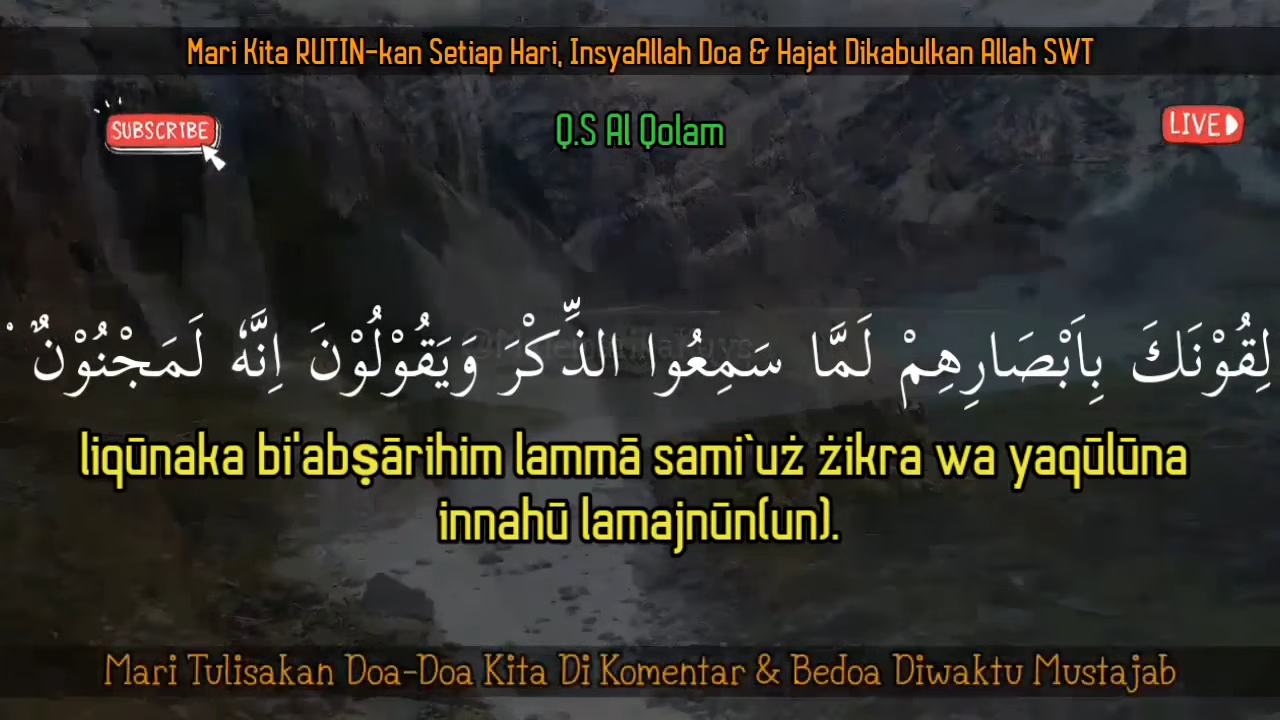 Mari Kita RUTIN-kan Setiap Hari, InsyaAllah Doa & Hajat Dikabulkan Allah SWT
SUBSCRIBE
Q.S Al Qolam
LIVE
لِقُوْنَكَ بِاَبْصَارِهِمْ لَمَّا سَمِعُوا الذِّكْرَ وَيَقُوْلُوْنَ اِنَّهٗ لَمَجْنُوْنٌ ۘ
liqūnaka bi'abṣārihim lammā sami`uż żikra wa yaqūlūna
innahū lamajnūn(un).
Mari Tulisakan Doa-Doa Kita Di Komentar & Bedoa Diwaktu Mustajab